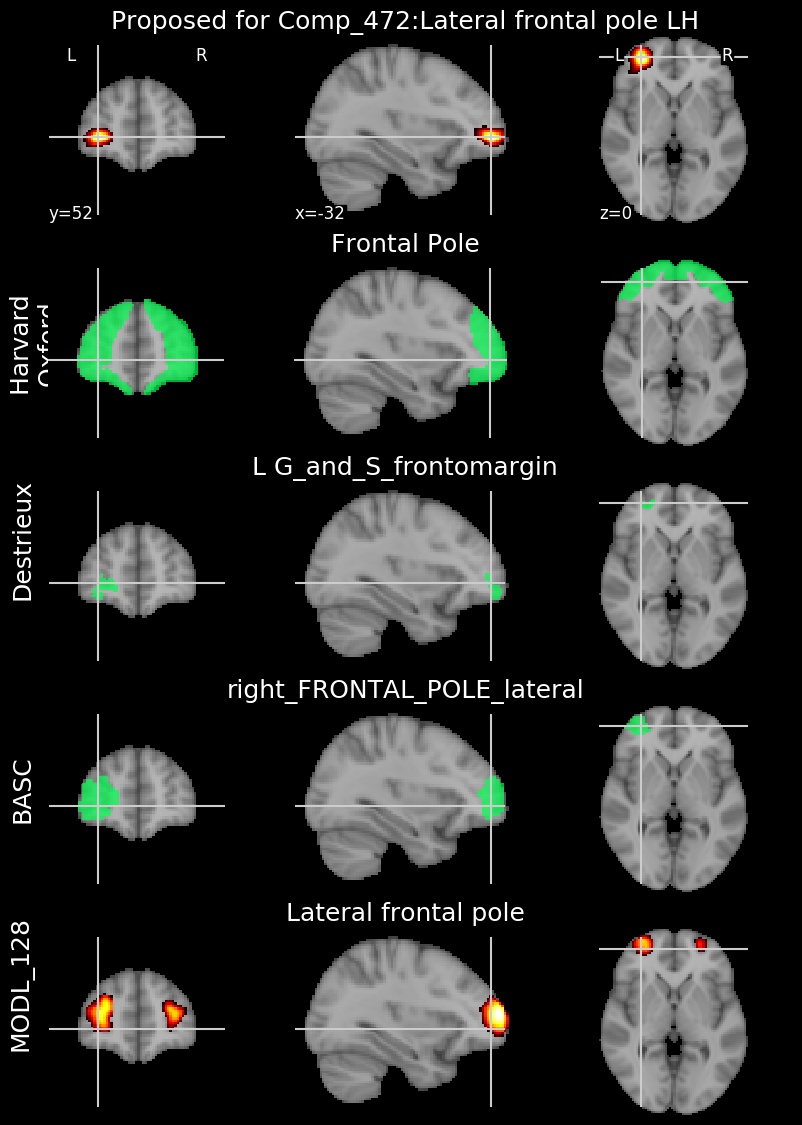 Proposed for Comp_472:Lateral frontal pole LH
L R
L R
y=52
x=-32
z=0
Frontal Pole
Harvard
Oxford
L G_and_S_frontomargin
Destrieux
right_FRONTAL_POLE_lateral
BASC
Lateral frontal pole
MODL_128